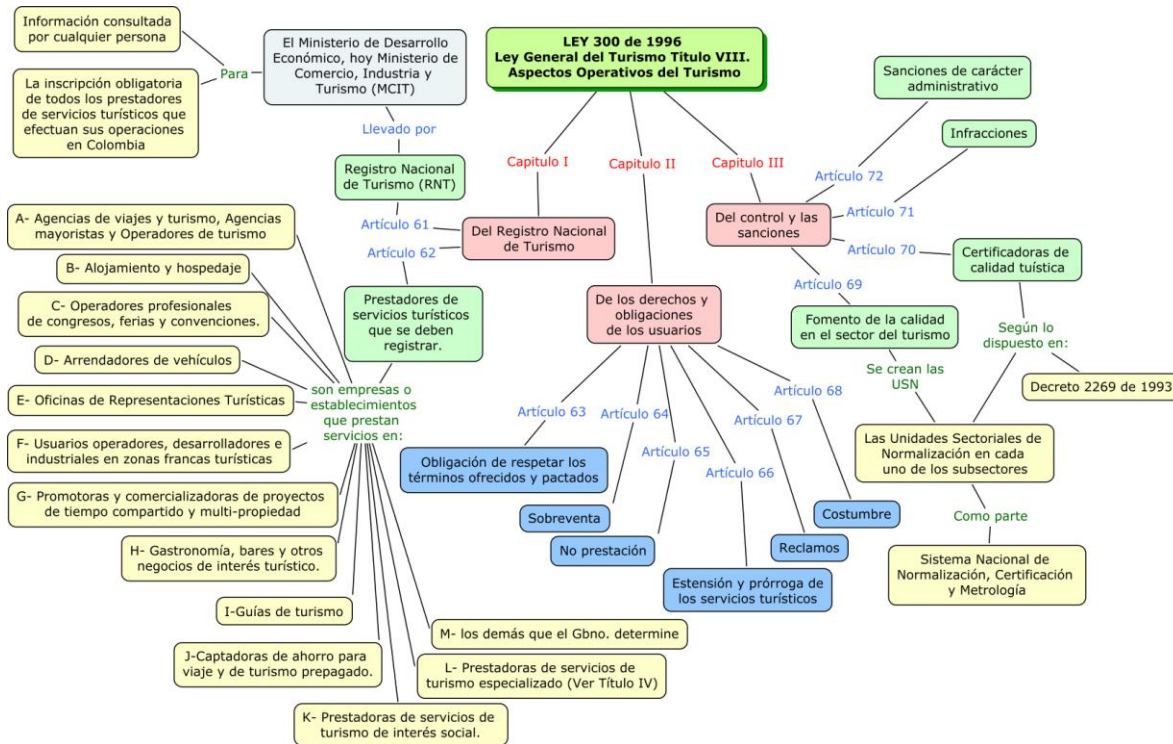 Información consultada
por cualquier persona
Para
La inscripción obligatoria
de todos los prestadores
de servicios turísticos que
efectuan sus operaciones
en Colombia
El Ministerio de Desarrollo
Económico, hoy Ministerio de
Comercio, Industria y
Turismo (MCIT)
LEY 300 de 1996
Ley General del Turismo Titulo VIII.
Aspectos Operativos del Turismo
Llevado por
Registro Nacional
de Turismo (RNT)
Artículo 61
Artículo 62
Capitulo I
Del Registro Nacional
de Turismo
Prestadores de
servicios turísticos
que se deben
registrar.
son empresas o
establecimientos
que prestan
servicios en:
A- Agencias de viajes y turismo, Agencias
mayoristas y Operadores de turismo
B- Alojamiento y hospedaje
C- Operadores profesionales
de congresos, ferias y convenciones.
D- Arrendadores de vehículos
E- Oficinas de Representaciones Turísticas
F- Usuarios operadores, desarrolladores e
industriales en zonas francas turísticas
G- Promotoras y comercializadoras de proyectos
de tiempo compartido y multi-propiedad
H- Gastronomía, bares y otros
negocios de interés turístico.
I-Guías de turismo
J-Captadoras de ahorro para
viaje y de turismo prepagado.
K- Prestadoras de servicios de
turismo de interés social.
L- Prestadoras de servicios de
turismo especializado (Ver Título IV)
M- los demás que el Gbno. determine
Capitulo II
De los derechos y
obligaciones
de los usuarios
Artículo 63
Obligación de respetar los
términos ofrecidos y pactados
Artículo 64
Sobreventa
Artículo 65
No prestación
Artículo 66
Estensión y prórroga de
los servicios turísticos
Artículo 67
Reclamos
Artículo 68
Costumbre
Capitulo III
Del control y las
sanciones
Artículo 72
Sanciones de carácter
administrativo
Artículo 71
Infracciones
Artículo 70
Certificadoras de
calidad tuística
Artículo 69
Fomento de la calidad
en el sector del turismo
Según lo
dispuesto en:
Decreto 2269 de 1993
Se crean las
USN
Las Unidades Sectoriales de
Normalización en cada
uno de los subsectores
Como parte
Sistema Nacional de
Normalización, Certificación
y Metrología